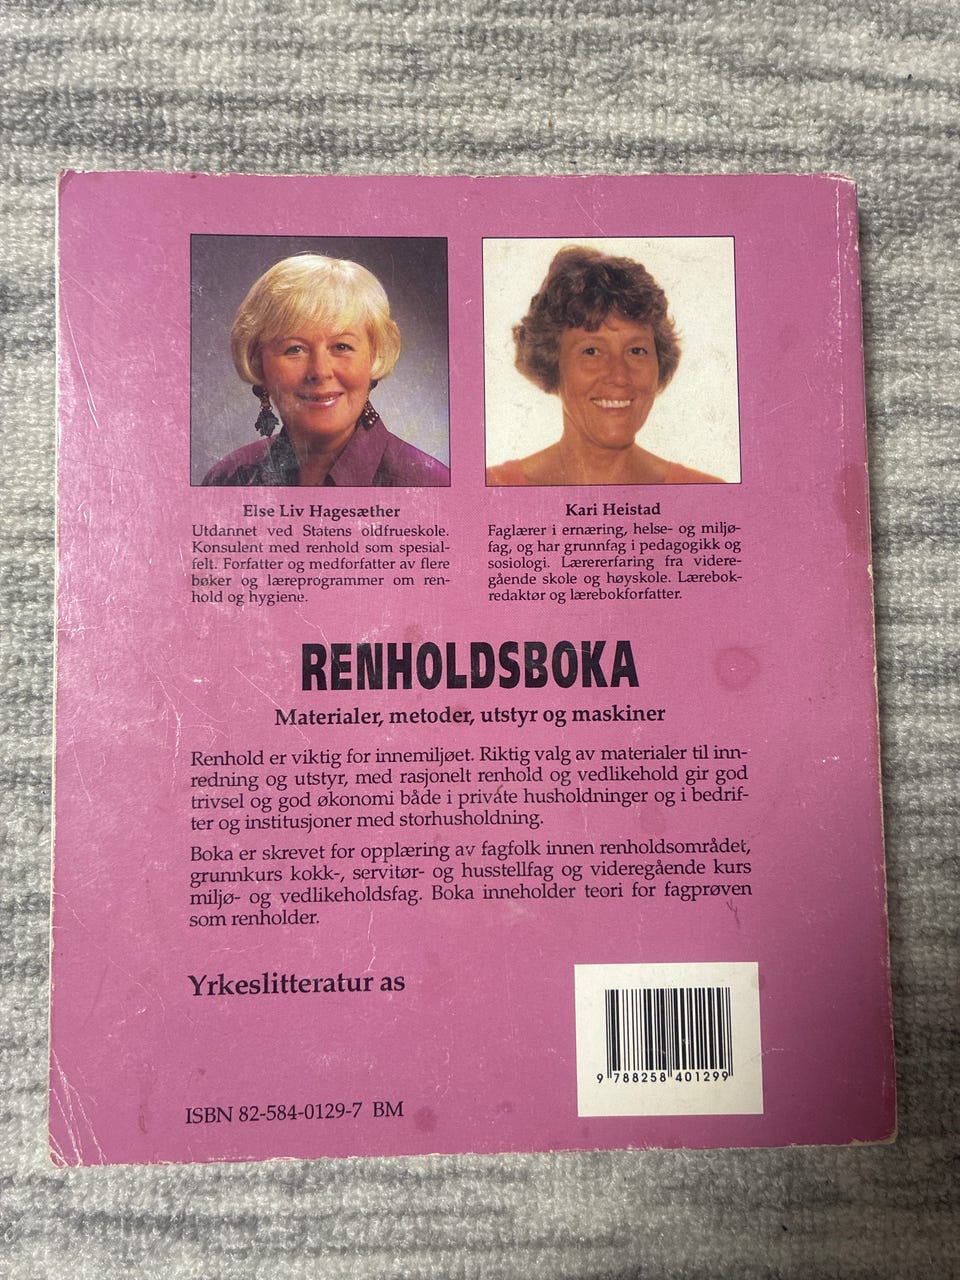 Else Liv Hagesæther
Utdannet ved Statens oldfrueskole.
Konsulent med renhold som spesial-
felt. Forfatter og medforfatter av flere
bøker og læreprogrammer om ren-
hold og hygiene.
Kari Heistad
Faglærer i ernæring, helse- og miljø-
fag, og har grunnfag i pedagogikk og
sosiologi. Lærererfaring fra videre-
gående skole og høyskole. Lærebok-
redaktør og lærebokforfatter.
RENHOLDSBOKA
Materialer, metoder, utstyr og maskiner
Renhold er viktig for innemiljøet. Riktig valg av materialer til inn-
redning og utstyr, med rasjonelt renhold og vedlikehold gir god
trivsel og god økonomi både i private husholdninger og i bedrif-
ter og institusjoner med storhusholdning.
Boka er skrevet for opplæring av fagfolk innen renholdsområdet,
grunnkurs kokk-, servitør- og husstellfag og videregående kurs
miljø- og vedlikeholdsfag. Boka inneholder teori for fagprøven
som renholder.
Yrkeslitteratur as
9 788258 401299
ISBN 82-584-0129-7 BM